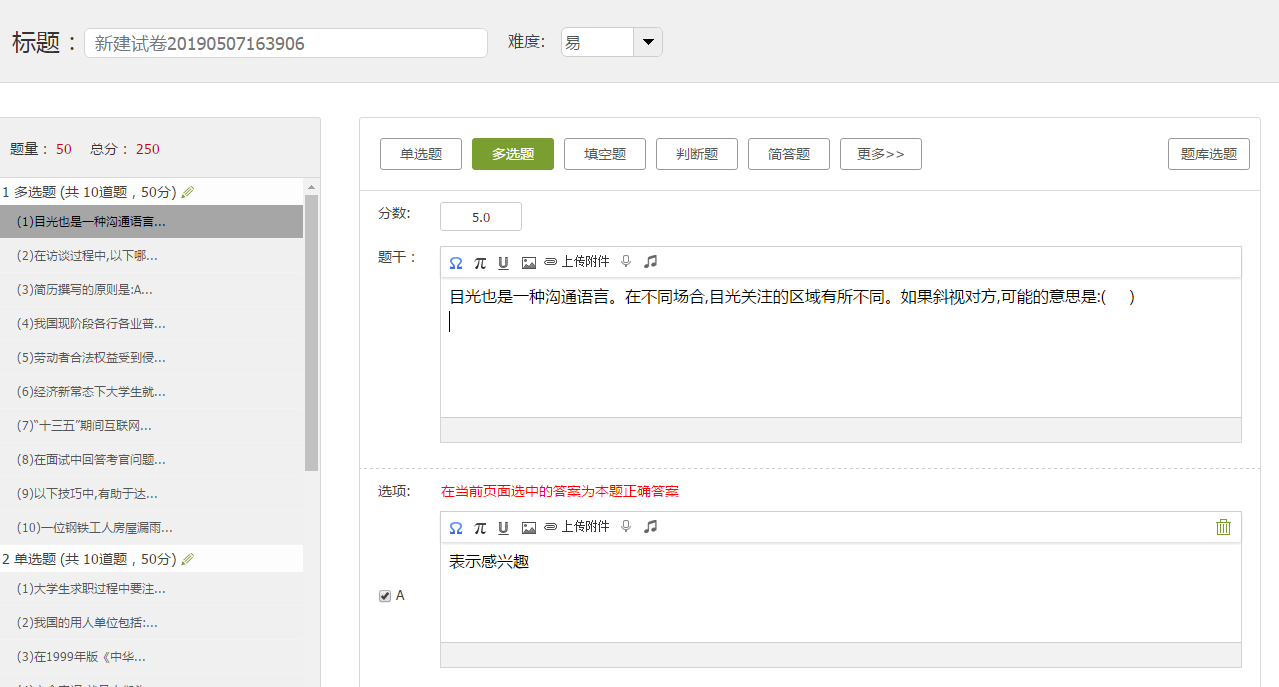 标题： 新建试卷20190507163906 难度: 易
题量： 50 总分： 250
1 多选题 (共 10道题，50分)
(1)目光也是一种沟通语言...
(2)在访谈过程中,以下哪...
(3)简历撰写的原则是:A...
(4)我国现阶段各行各业普...
(5)劳动者合法权益受到侵...
(6)经济新常态下大学生就...
(7)“十三五”期间互联网...
(8)在面试中回答考官问题...
(9)以下技巧中,有助于达...
(10)一位钢铁工人房屋漏雨...
2 单选题 (共 10道题，50分)
(1)大学生求职过程中要注...
(2)我国的用人单位包括:...
(3)在1999年版《中华...
单选题 多选题 填空题 判断题 简答题 更多>> 题库选题
分数: 5.0
题干：
Ω π U 上传附件
目光也是一种沟通语言。在不同场合,目光关注的区域有所不同。如果斜视对方,可能的意思是:( )
选项: 在当前页面选中的答案为本题正确答案
Ω π U 上传附件
表示感兴趣
A